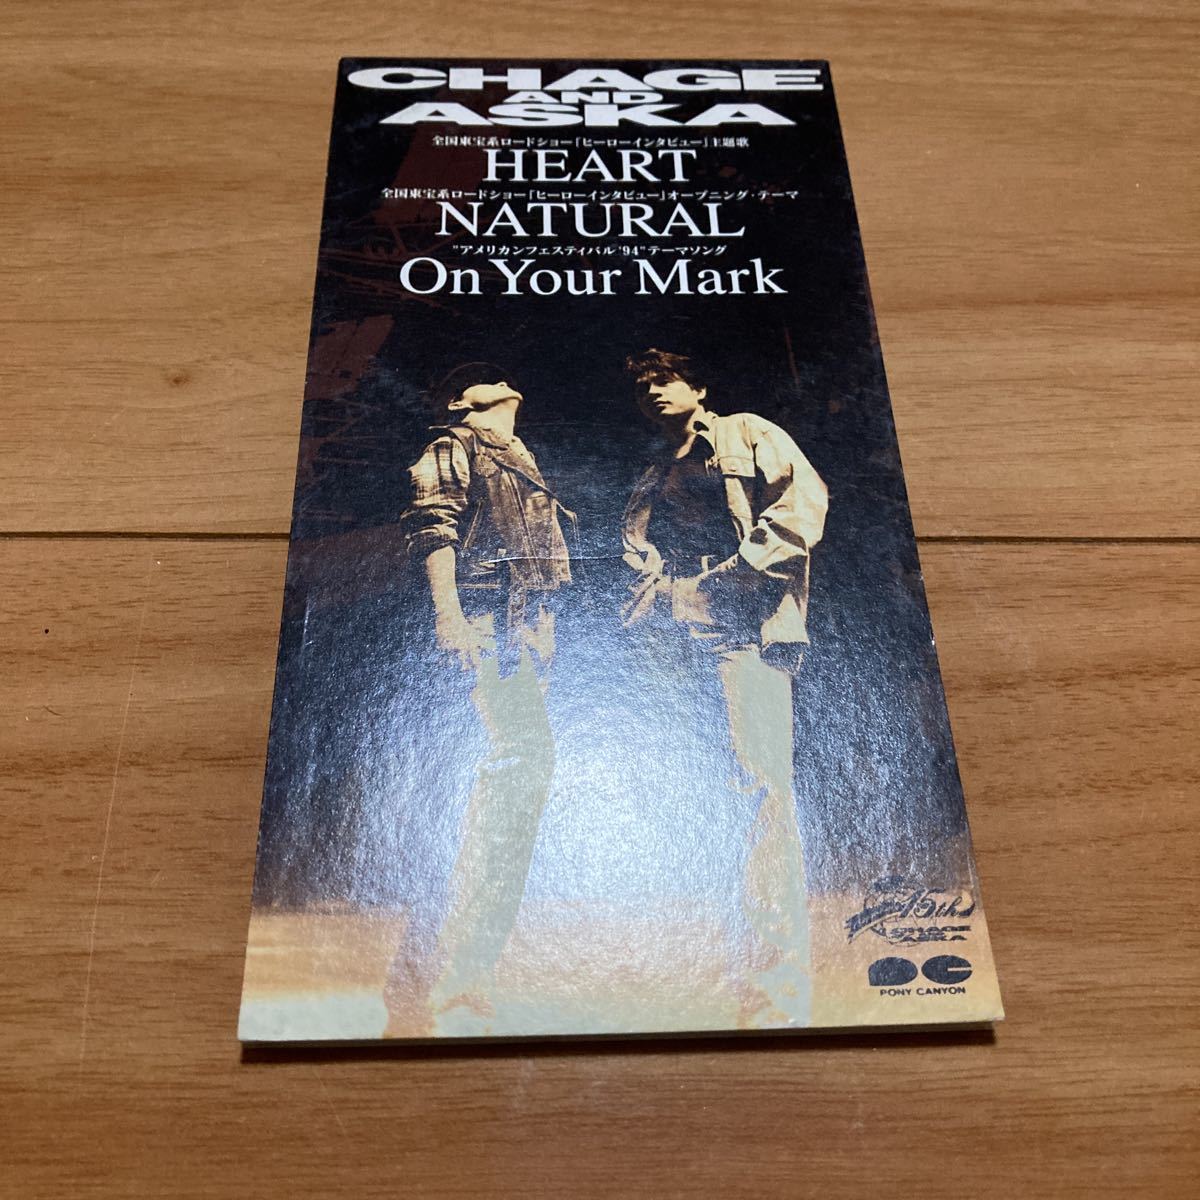 CHAGE
AND
ASKA
全国東宝系ロードショー「ヒーローインタビュー」主題歌
HEART
全国東宝系ロードショー「ヒーローインタビュー」オープニング・テーマ
NATURAL
"アメリカンフェスティバル '94"テーマソング
On Your Mark
15th
CHAGE
ASKA
PONY CANYON